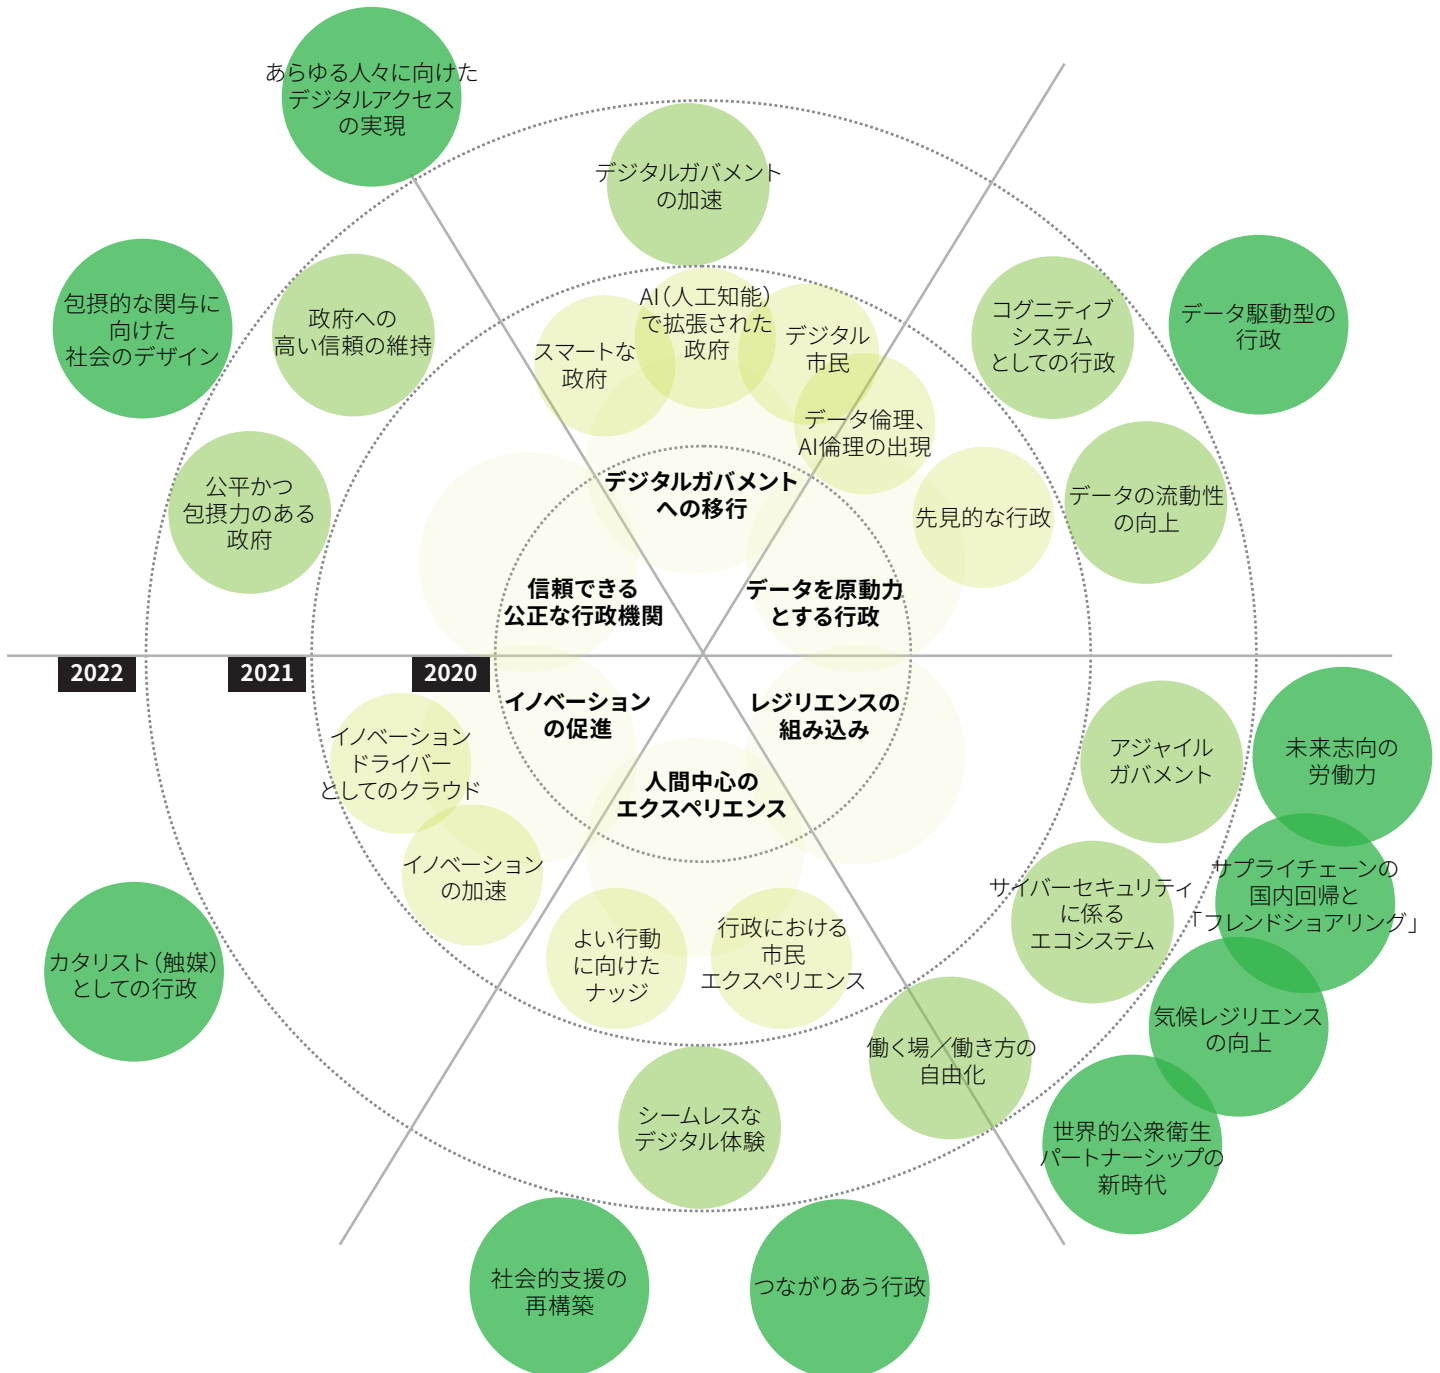 あらゆる人々に向けた
デジタルアクセス
の実現
デジタルガバメント
の加速
包摂的な関与に
向けた
社会のデザイン
政府への
高い信頼の維持
スマートな
政府
AI（人工知能）
で拡張された
政府
デジタル
市民
コグニティブ
システム
としての行政
データ駆動型の
行政
データ倫理、
AI倫理の出現
公平かつ
包摂力のある
政府
デジタルガバメント
への移行
先見的な行政
データの流動性
の向上
信頼できる
公正な行政機関
データを原動力
とする行政
2022
2021
2020
イノベーション
の促進
レジリエンスの
組み込み
人間中心の
エクスペリエンス
イノベーション
ドライバー
としてのクラウド
アジャイル
ガバメント
未来志向の
労働力
イノベーション
の加速
サイバーセキュリティ
に係る
エコシステム
サプライチェーンの
国内回帰と
「フレンドショアリング」
カタリスト（触媒）
としての行政
よい行動
に向けた
ナッジ
行政における
市民
エクスペリエンス
気候レジリエンス
の向上
働く場／働き方の
自由化
シームレスな
デジタル体験
世界的公衆衛生
パートナーシップの
新時代
社会的支援の
再構築
つながりあう行政